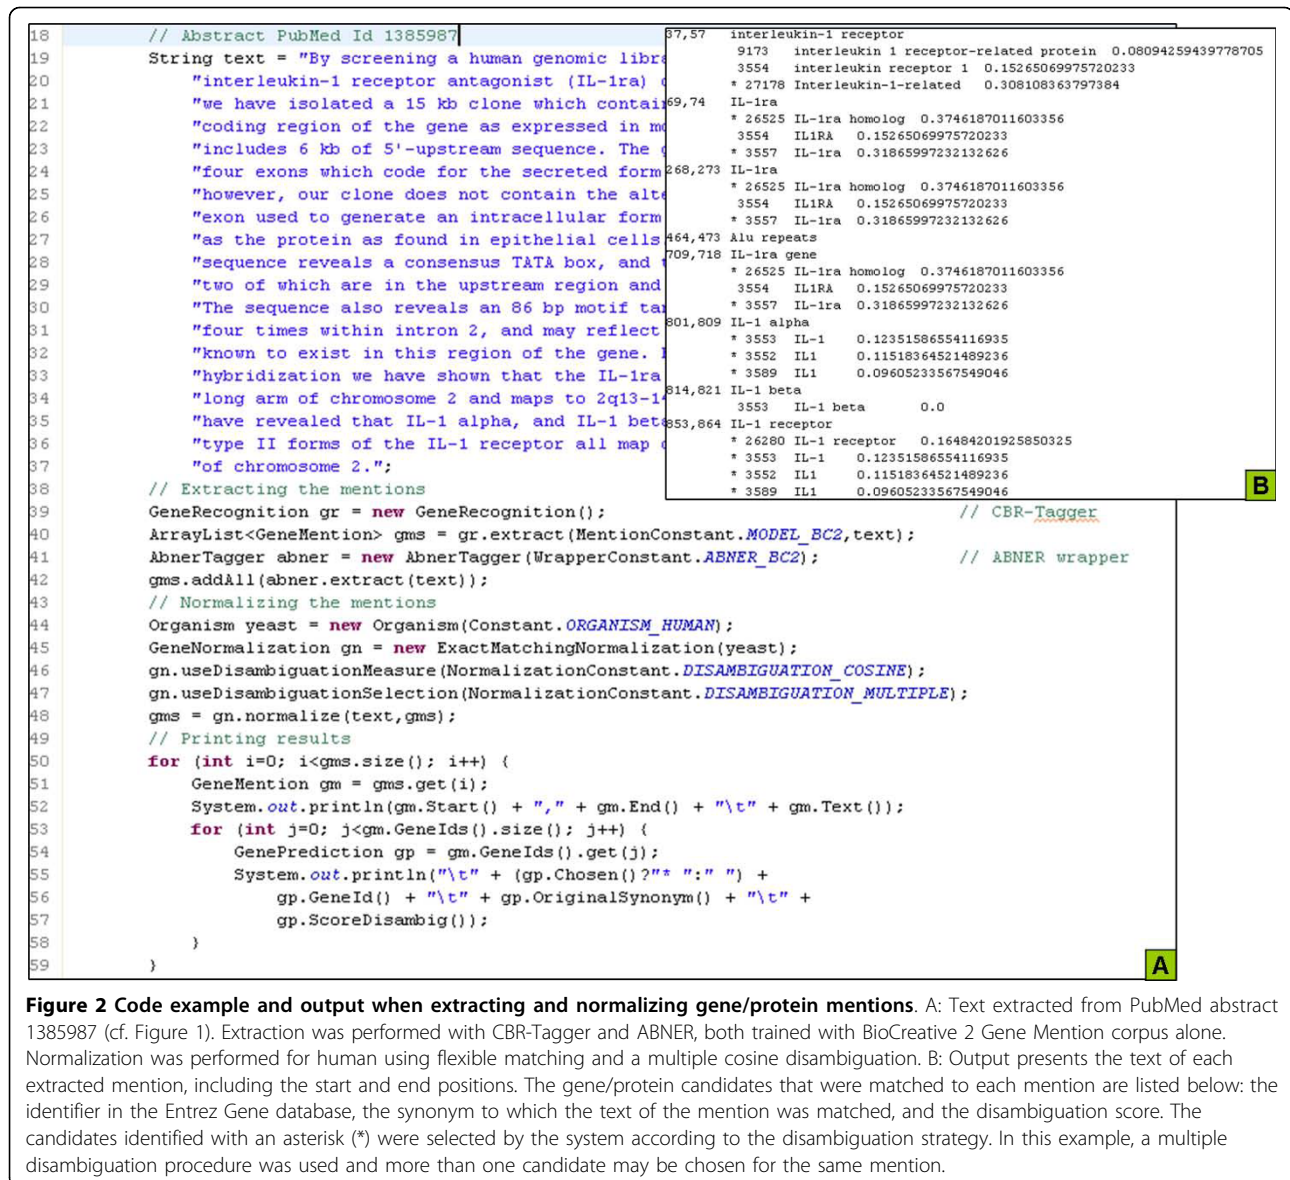 18 // Abstract PubMed Id 1385987
19 String text = "By screening a human genomic libra
20 "interleukin-1 receptor antagonist (IL-1ra) c
21 "we have isolated a 15 kb clone which contai
22 "coding region of the gene as expressed in mo
23 "includes 6 kb of 5'-upstream sequence. The g
24 "four exons which code for the secreted form
25 "however, our clone does not contain the alte
26 "exon used to generate an intracellular form
27 "as the protein as found in epithelial cells
28 "sequence reveals a consensus TATA box, and t
29 "two of which are in the upstream region and
30 "The sequence also reveals an 86 bp motif tan
31 "four times within intron 2, and may reflect
32 "known to exist in this region of the gene.
33 "hybridization we have shown that the IL-1ra
34 "long arm of chromosome 2 and maps to 2q13-14
35 "have revealed that IL-1 alpha, and IL-1 beta
36 "type II forms of the IL-1 receptor all map o
37 "of chromosome 2.";
38 // Extracting the mentions
39 GeneRecognition gr = new GeneRecognition(); // CBR-Tagger
40 ArrayList<GeneMention> gms = gr.extract(MentionConstant.MODEL_BC2,text);
41 AbnerTagger abner = new AbnerTagger(WrapperConstant.ABNER_BC2); // ABNER wrapper
42 gms.addAll(abner.extract(text));
43 // Normalizing the mentions
44 Organism yeast = new Organism(Constant.ORGANISM_HUMAN);
45 GeneNormalization gn = new ExactMatchingNormalization(yeast);
46 gn.useDisambiguationMeasure(NormalizationConstant.DISAMBIGUATION_COSINE);
47 gn.useDisambiguationSelection(NormalizationConstant.DISAMBIGUATION_MULTIPLE);
48 gms = gn.normalize(text,gms);
49 // Printing results
50 for (int i=0; i<gms.size(); i++) {
51 GeneMention gm = gms.get(i);
52 System.out.println(gm.Start() + "," + gm.End() + "\t" + gm.Text());
53 for (int j=0; j<gm.GeneIds().size(); j++) {
54 GenePrediction gp = gm.GeneIds().get(j);
55 System.out.println("\t" + (gp.Chosen()?"* ":" ") +
56 gp.GeneId() + "\t" + gp.OriginalSynonym() + "\t" +
57 gp.ScoreDisambig());
58 }
59 }
A
37,57 interleukin-1 receptor
9173 interleukin 1 receptor-related protein 0.08094259439778705
3554 interleukin receptor 1 0.15265069975720233
* 27178 Interleukin-1-related 0.308108363797384
69,74 IL-1ra
* 26525 IL-1ra homolog 0.3746187011603356
3554 IL1RA 0.15265069975720233
* 3557 IL-1ra 0.31865997232132626
268,273 IL-1ra
* 26525 IL-1ra homolog 0.3746187011603356
3554 IL1RA 0.15265069975720233
* 3557 IL-1ra 0.31865997232132626
464,473 Alu repeats
709,718 IL-1ra gene
* 26525 IL-1ra homolog 0.3746187011603356
3554 IL1RA 0.15265069975720233
* 3557 IL-1ra 0.31865997232132626
801,809 IL-1 alpha
* 3553 IL-1 0.12351586554116935
* 3552 IL1 0.11518364521489236
* 3589 IL1 0.09605233567549046
814,821 IL-1 beta
3553 IL-1 beta 0.0
853,864 IL-1 receptor
* 26280 IL-1 receptor 0.16484201925850325
* 3553 IL-1 0.12351586554116935
* 3552 IL1 0.11518364521489236
* 3589 IL1 0.09605233567549046
B
Figure 2 Code example and output when extracting and normalizing gene/protein mentions. A: Text extracted from PubMed abstract
1385987 (cf. Figure 1). Extraction was performed with CBR-Tagger and ABNER, both trained with BioCreative 2 Gene Mention corpus alone.
Normalization was performed for human using flexible matching and a multiple cosine disambiguation. B: Output presents the text of each
extracted mention, including the start and end positions. The gene/protein candidates that were matched to each mention are listed below: the
identifier in the Entrez Gene database, the synonym to which the text of the mention was matched, and the disambiguation score. The
candidates identified with an asterisk (*) were selected by the system according to the disambiguation strategy. In this example, a multiple
disambiguation procedure was used and more than one candidate may be chosen for the same mention.